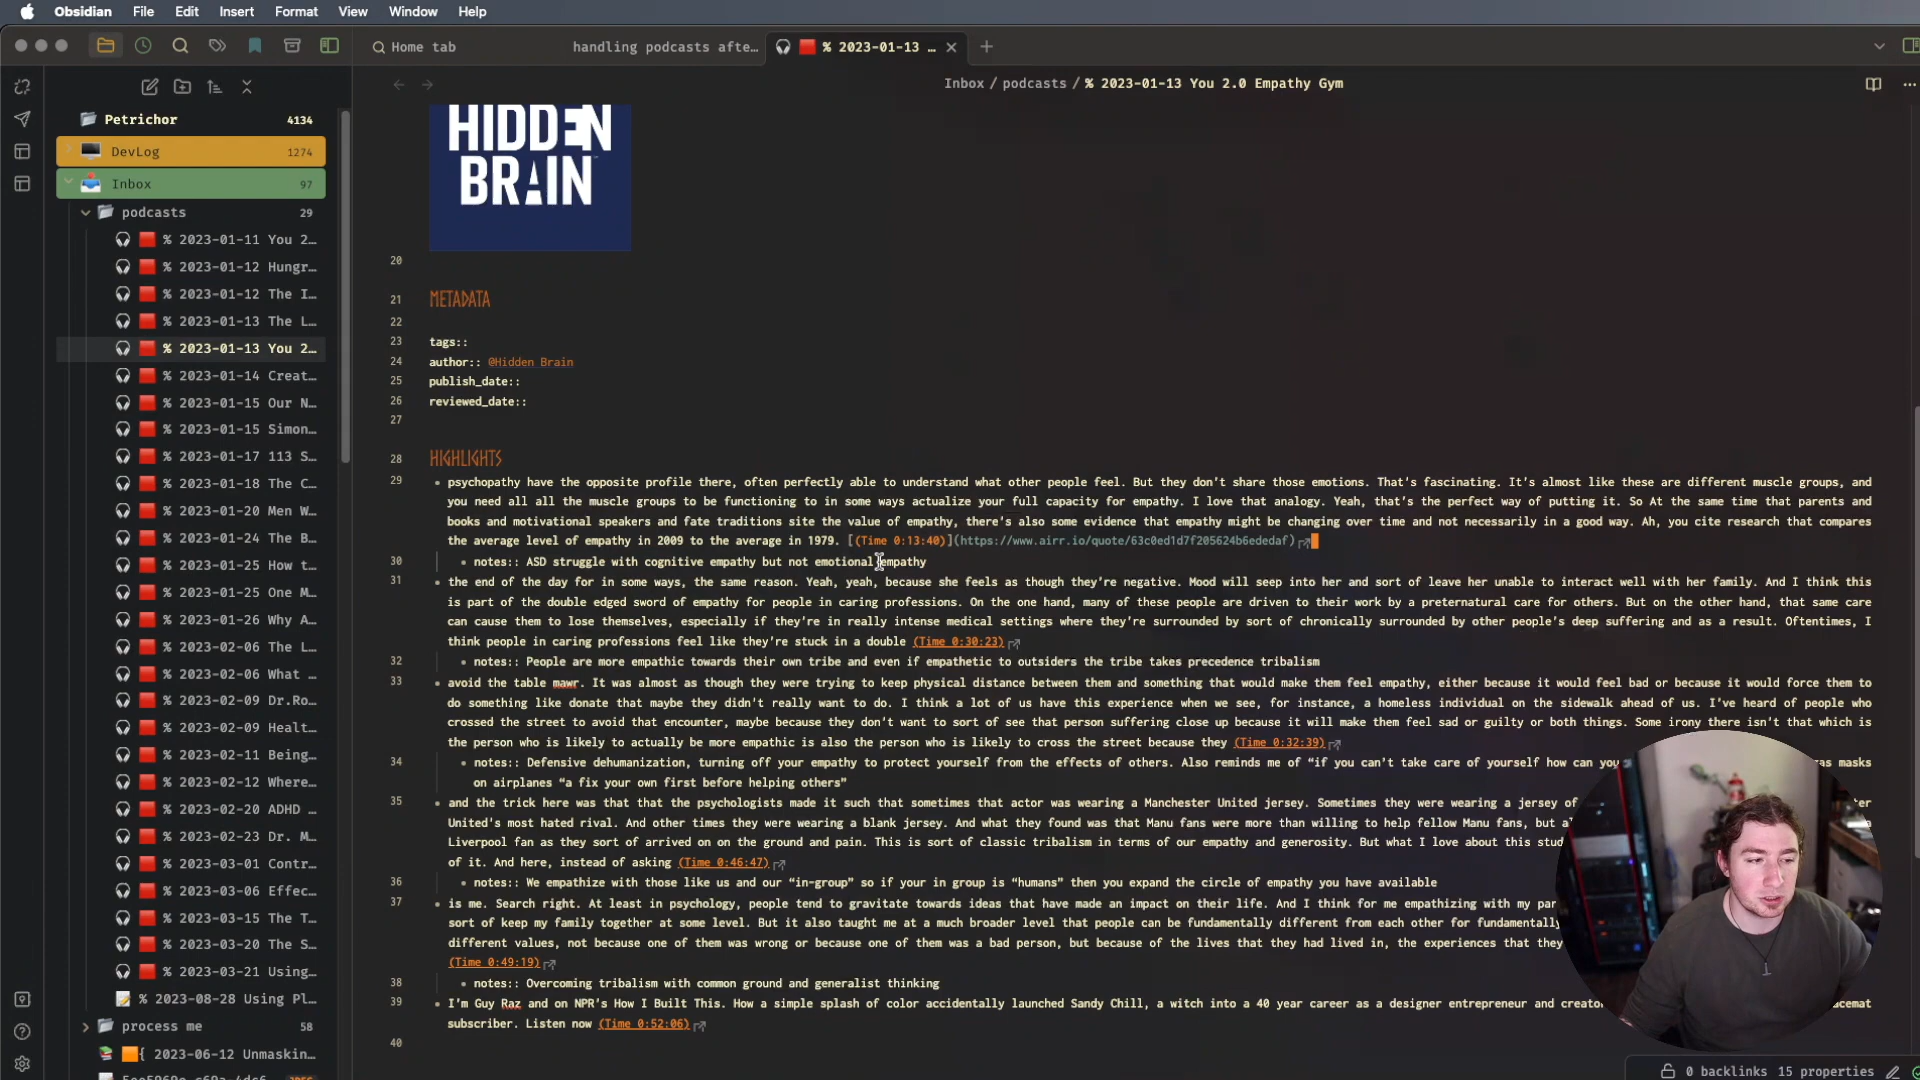 Obsidian File Edit Insert Format View Window Help
Home tab
handling podcasts afte…
% 2023-01-13 …
Inbox / podcasts / % 2023-01-13 You 2.0 Empathy Gym
Petrichor 4134
DevLog 1274
Inbox 97
podcasts 29
% 2023-01-11 You 2…
% 2023-01-12 Hungr…
% 2023-01-12 The I…
% 2023-01-13 The L…
% 2023-01-13 You 2…
% 2023-01-14 Creat…
% 2023-01-15 Our N…
% 2023-01-15 Simon…
% 2023-01-17 113 S…
% 2023-01-18 The C…
% 2023-01-20 Men W…
% 2023-01-24 The B…
% 2023-01-25 How t…
% 2023-01-25 One M…
% 2023-01-26 Why A…
% 2023-02-06 The L…
% 2023-02-06 What …
% 2023-02-09 Dr.Ro…
% 2023-02-09 Healt…
% 2023-02-11 Being…
% 2023-02-12 Where…
% 2023-02-20 ADHD …
% 2023-02-23 Dr. M…
% 2023-03-01 Contr…
% 2023-03-06 Effec…
% 2023-03-15 The T…
% 2023-03-20 The S…
% 2023-03-21 Using…
% 2023-08-28 Using Pl…
process me 58
{ 2023-06-12 Unmaskin…
HIDDEN
BRAIN
20
21 METADATA
22
23 tags::
24 author:: @Hidden Brain
25 publish_date::
26 reviewed_date::
27
28 HIGHLIGHTS
29 • psychopathy have the opposite profile there, often perfectly able to understand what other people feel. But they don't share those emotions. That's fascinating. It's almost like these are different muscle groups, and
you need all all the muscle groups to be functioning to in some ways actualize your full capacity for empathy. I love that analogy. Yeah, that's the perfect way of putting it. So At the same time that parents and
books and motivational speakers and fate traditions site the value of empathy, there's also some evidence that empathy might be changing over time and not necessarily in a good way. Ah, you cite research that compares
the average level of empathy in 2009 to the average in 1979. [(Time 0:13:40)](https://www.airr.io/quote/63c0ed1d7f205624b6ededaf)
30 • notes:: ASD struggle with cognitive empathy but not emotional empathy
31 • the end of the day for in some ways, the same reason. Yeah, yeah, because she feels as though they're negative. Mood will seep into her and sort of leave her unable to interact well with her family. And I think this
is part of the double edged sword of empathy for people in caring professions. On the one hand, many of these people are driven to their work by a preternatural care for others. But on the other hand, that same care
can cause them to lose themselves, especially if they're in really intense medical settings where they're surrounded by sort of chronically surrounded by other people's deep suffering and as a result. Oftentimes, I
think people in caring professions feel like they're stuck in a double (Time 0:30:23)
32 • notes:: People are more empathic towards their own tribe and even if empathetic to outsiders the tribe takes precedence tribalism
33 • avoid the table mawr. It was almost as though they were trying to keep physical distance between them and something that would make them feel empathy, either because it would feel bad or because it would force them to
do something like donate that maybe they didn't really want to do. I think a lot of us have this experience when we see, for instance, a homeless individual on the sidewalk ahead of us. I've heard of people who
crossed the street to avoid that encounter, maybe because they don't want to sort of see that person suffering close up because it will make them feel sad or guilty or both things. Some irony there isn't that which is
the person who is likely to actually be more empathic is also the person who is likely to cross the street because they (Time 0:32:39)
34 • notes:: Defensive dehumanization, turning off your empathy to protect yourself from the effects of others. Also reminds me of “if you can't take care of yourself how can you masks
on airplanes “a fix your own first before helping others”
35 • and the trick here was that that the psychologists made it such that sometimes that actor was wearing a Manchester United jersey. Sometimes they were wearing a jersey of
United's most hated rival. And other times they were wearing a blank jersey. And what they found was that Manu fans were more than willing to help fellow Manu fans, but
Liverpool fan as they sort of arrived on on the ground and pain. This is sort of classic tribalism in terms of our empathy and generosity. But what I love about this
of it. And here, instead of asking (Time 0:46:47)
36 • notes:: We empathize with those like us and our “in-group” so if your in group is “humans” then you expand the circle of empathy you have available
37 • is me. Search right. At least in psychology, people tend to gravitate towards ideas that have made an impact on their life. And I think for me empathizing with my
sort of keep my family together at some level. But it also taught me at a much broader level that people can be fundamentally different from each other for
different values, not because one of them was wrong or because one of them was a bad person, but because of the lives that they had lived in, the experiences that
(Time 0:49:19)
38 • notes:: Overcoming tribalism with common ground and generalist thinking
39 • I'm Guy Raz and on NPR's How I Built This. How a simple splash of color accidentally launched Sandy Chill, a witch into a 40 year career as a designer entrepreneur and
subscriber. Listen now (Time 0:52:06)
40
0 backlinks 15 properties